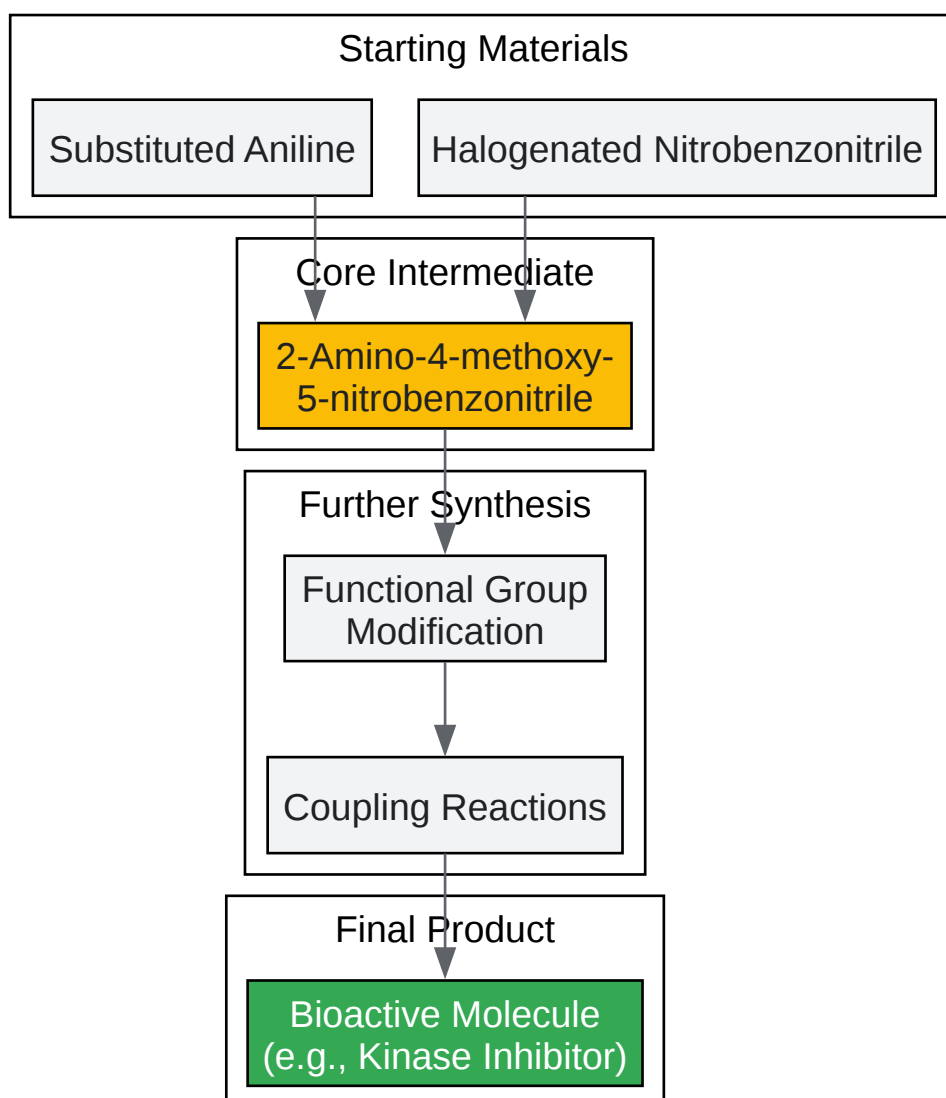 Starting Materials
Substituted Aniline
Halogenated Nitrobenzonitrile
Core Intermediate
2-Amino-4-methoxy-
5-nitrobenzonitrile
Further Synthesis
Functional Group
Modification
Coupling Reactions
Final Product
Bioactive Molecule
(e.g., Kinase Inhibitor)